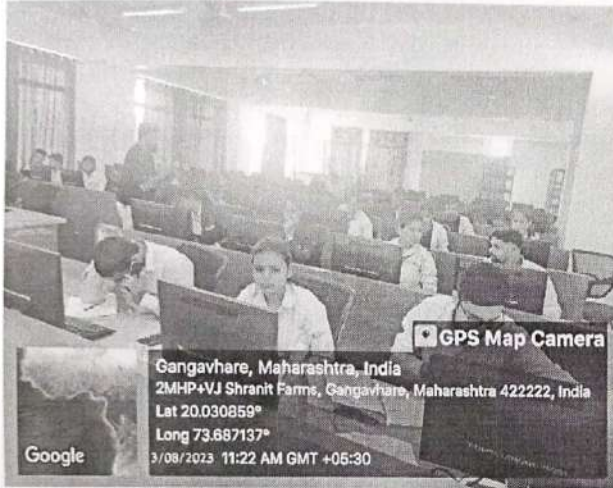 GPS Map Camera
Gangavhare, Maharashtra, India
2MHP+VJ Shranit Farms, Gangavhare, Maharashtra 422222, India
Lat 20.030859°
Long 73.687137°
3/08/2023 11:22 AM GMT +05:30
Google